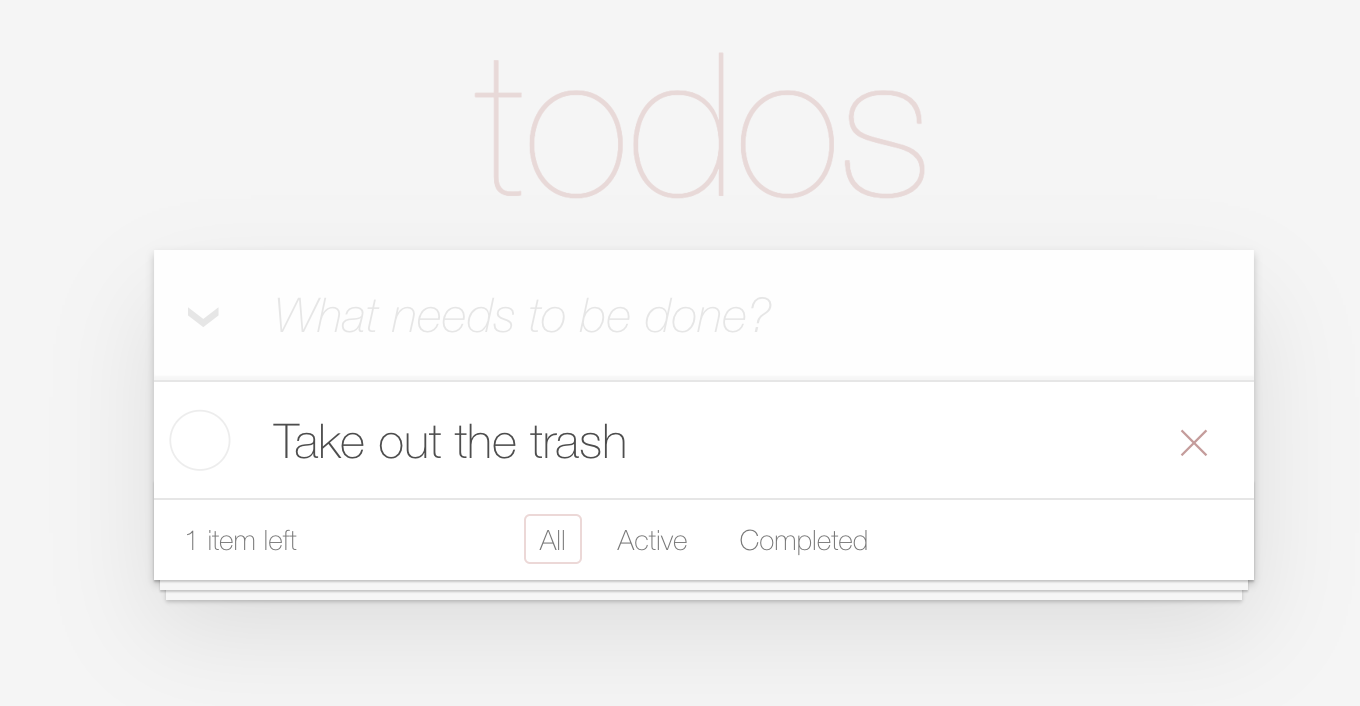 todos
What needs to be done?
Take out the trash
1 item left All Active Completed